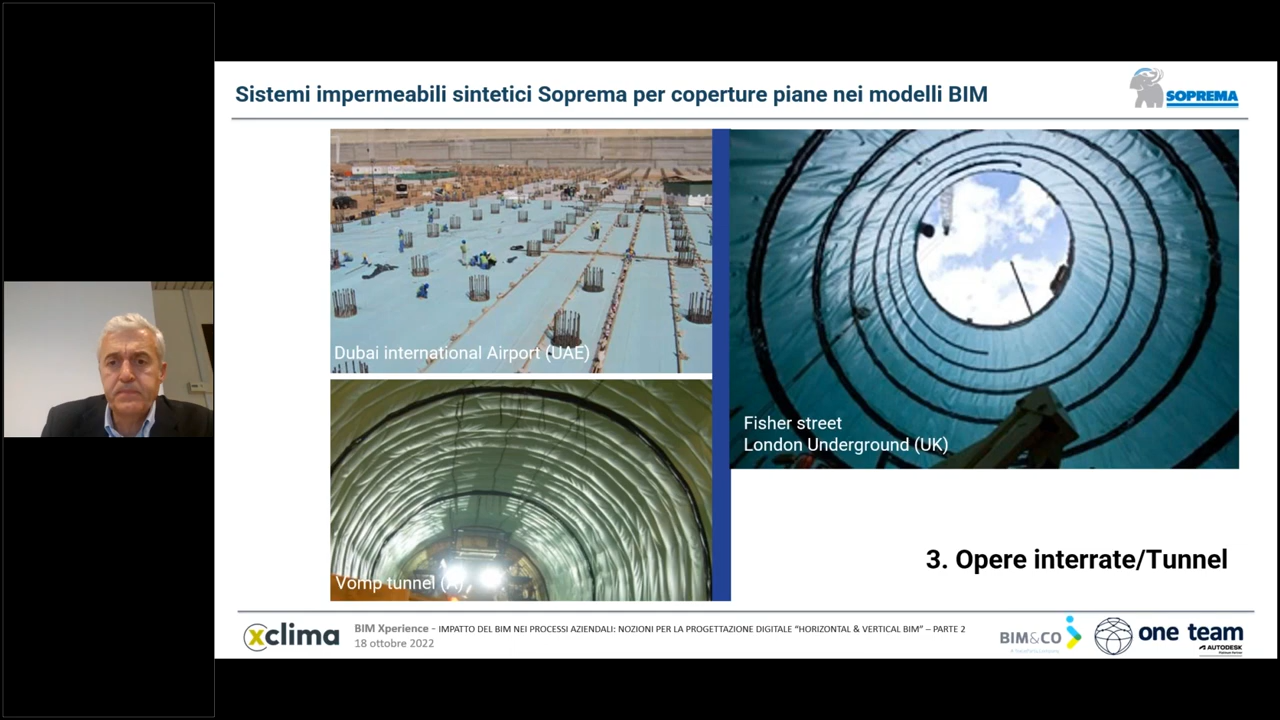 Sistemi impermeabili sintetici Soprema per coperture piane nei modelli BIM
SOPREMA
Dubai international Airport (UAE)
Fisher street
London Underground (UK)
Vomp tunnel (A)
3. Opere interrate/Tunnel
xclima
BIM Xperience - IMPATTO DEL BIM NEI PROCESSI AZIENDALI: NOZIONI PER LA PROGETTAZIONE DIGITALE “HORIZONTAL & VERTICAL BIM” – PARTE 2
18 ottobre 2022
BIM&CO
one team
AUTODESK